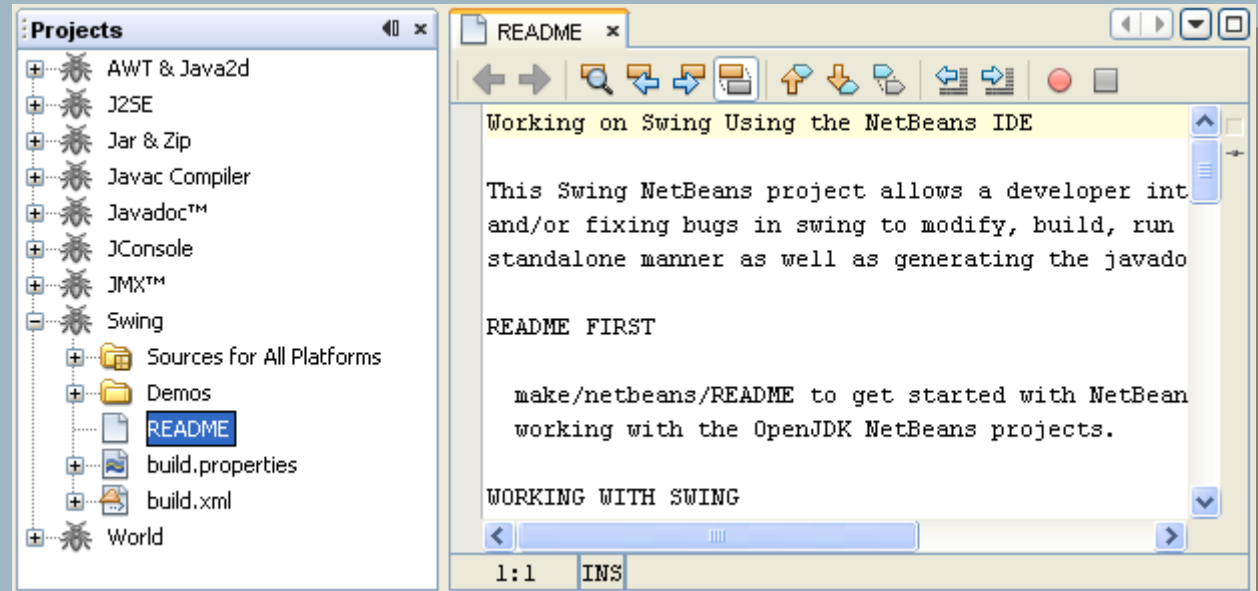 Projects
AWT & Java2d
J2SE
Jar & Zip
Javac Compiler
Javadoc™
JConsole
JMX™
Swing
Sources for All Platforms
Demos
README
build.properties
build.xml
World
README
Working on Swing Using the NetBeans IDE
This Swing NetBeans project allows a developer int
and/or fixing bugs in swing to modify, build, run
standalone manner as well as generating the javado
README FIRST
make/netbeans/README to get started with NetBean
working with the OpenJDK NetBeans projects.
WORKING WITH SWING
1:1 INS